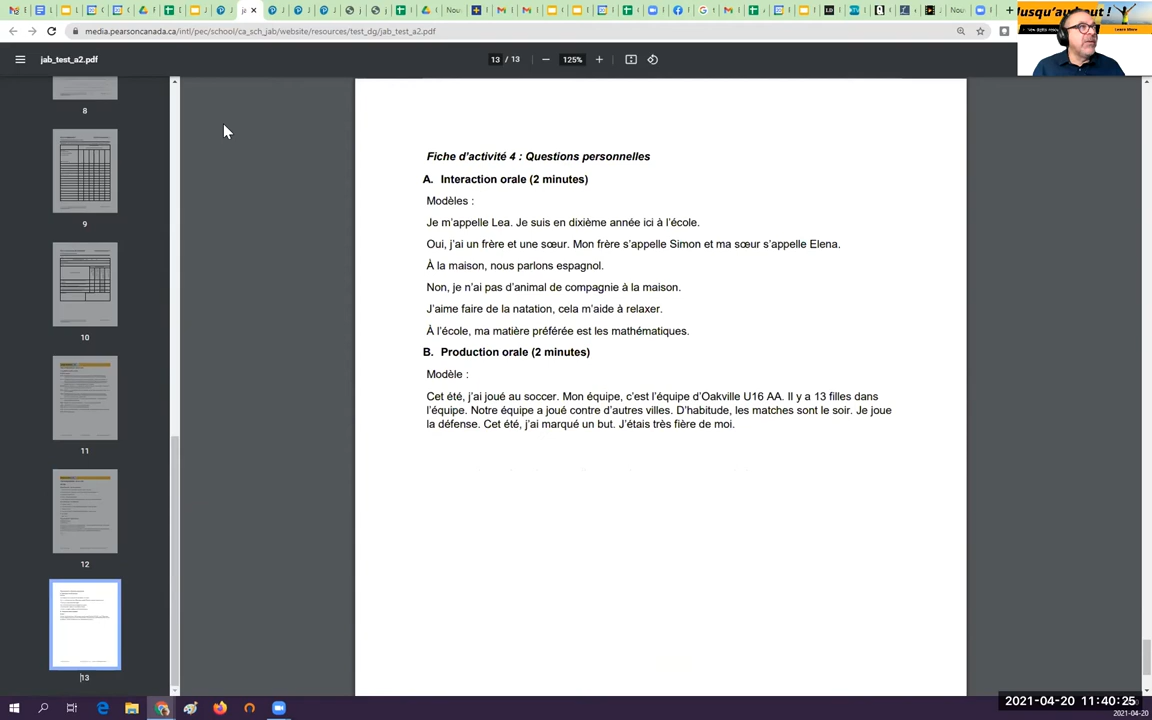 media.pearsoncanada.ca/intl/pec/school/ca_sch_jab/website/resources/test_dg/jab_test_a2.pdf
jusqu'au bout !
Learn More
jab_test_a2.pdf
13 / 13
125%
8
9
10
11
12
13
Fiche d'activité 4 : Questions personnelles
A. Interaction orale (2 minutes)
Modèles :
Je m'appelle Lea. Je suis en dixième année ici à l'école.
Oui, j'ai un frère et une sœur. Mon frère s'appelle Simon et ma sœur s'appelle Elena.
À la maison, nous parlons espagnol.
Non, je n'ai pas d'animal de compagnie à la maison.
J'aime faire de la natation, cela m'aide à relaxer.
À l'école, ma matière préférée est les mathématiques.
B. Production orale (2 minutes)
Modèle :
Cet été, j'ai joué au soccer. Mon équipe, c'est l'équipe d'Oakville U16 AA. Il y a 13 filles dans
l'équipe. Notre équipe a joué contre d'autres villes. D'habitude, les matches sont le soir. Je joue
la défense. Cet été, j'ai marqué un but. J'étais très fière de moi.
2021-04-20 11:40:25
2021-04-20